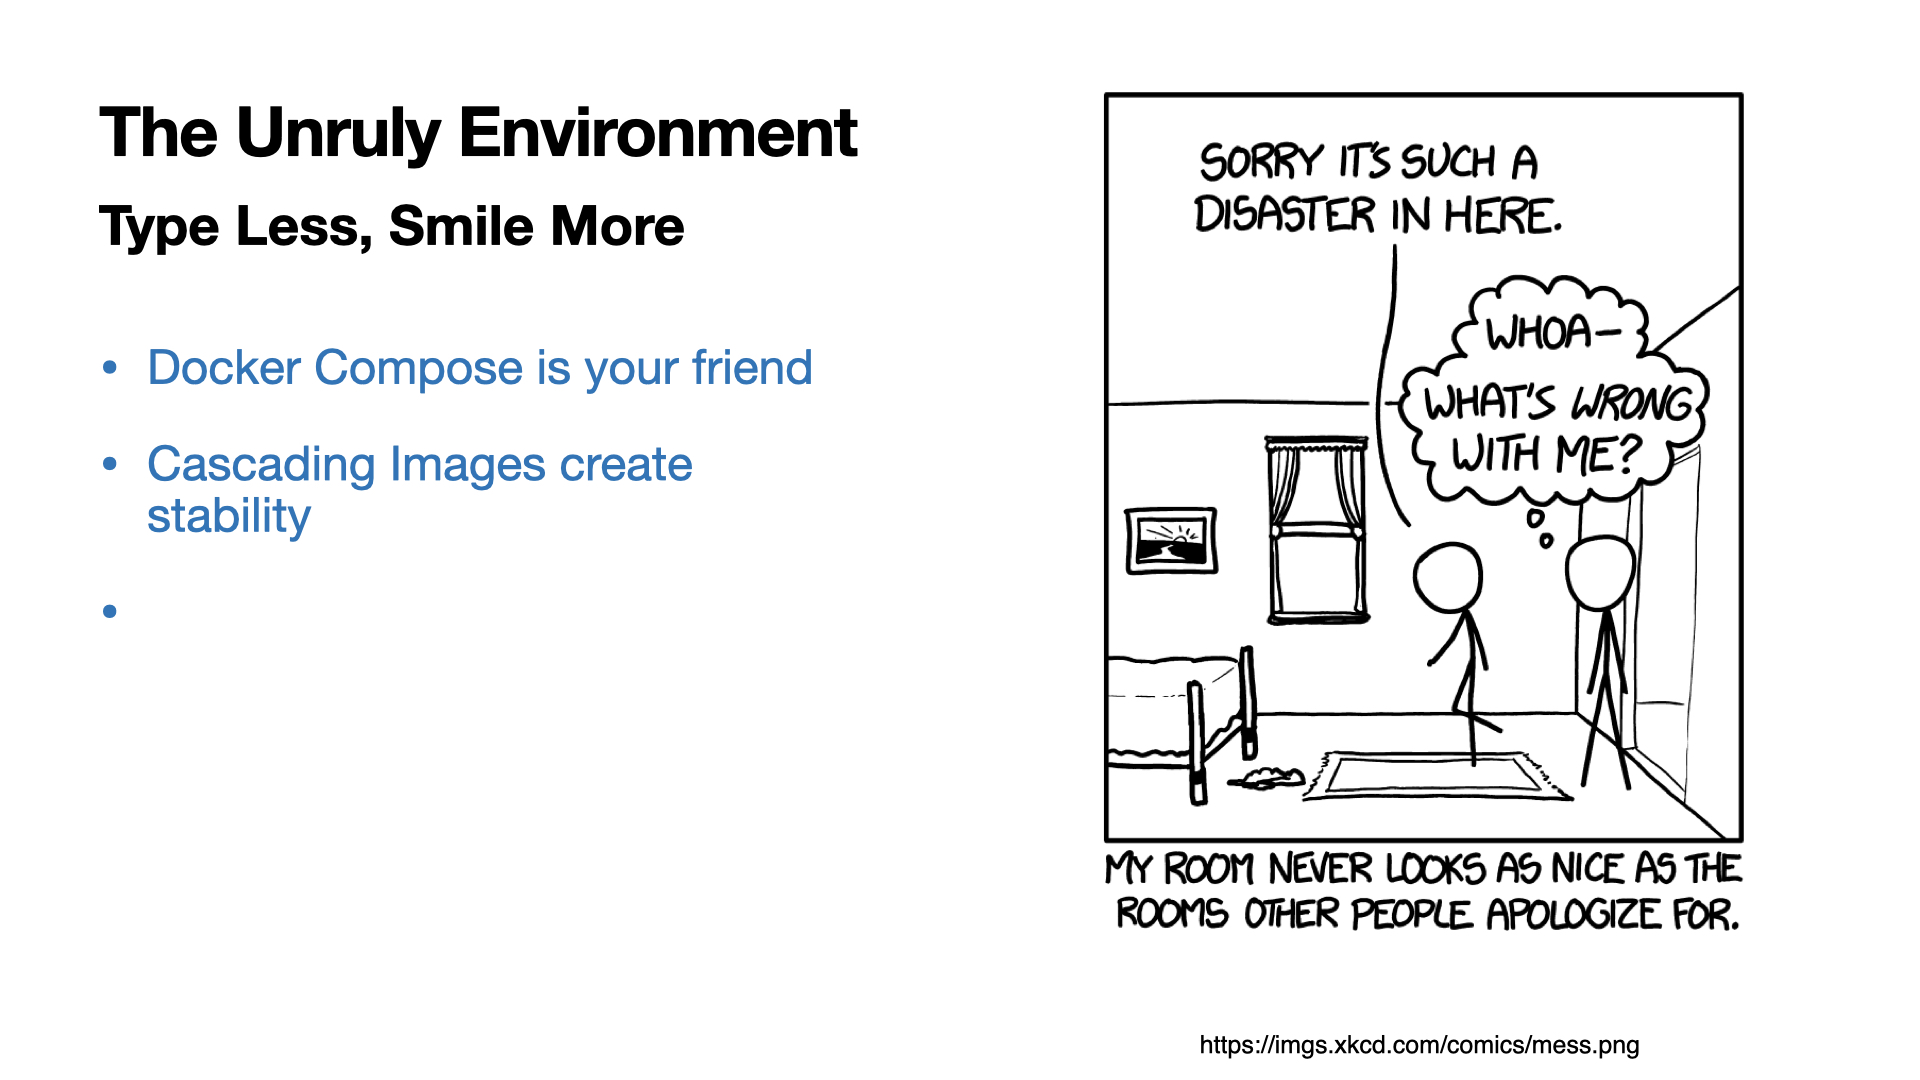 The Unruly Environment
Type Less, Smile More
• Docker Compose is your friend
• Cascading Images create
stability
•
SORRY IT'S SUCH A
DISASTER IN HERE.
WHOA—
WHAT'S WRONG
WITH ME?
MY ROOM NEVER LOOKS AS NICE AS THE
ROOMS OTHER PEOPLE APOLOGIZE FOR.
https://imgs.xkcd.com/comics/mess.png